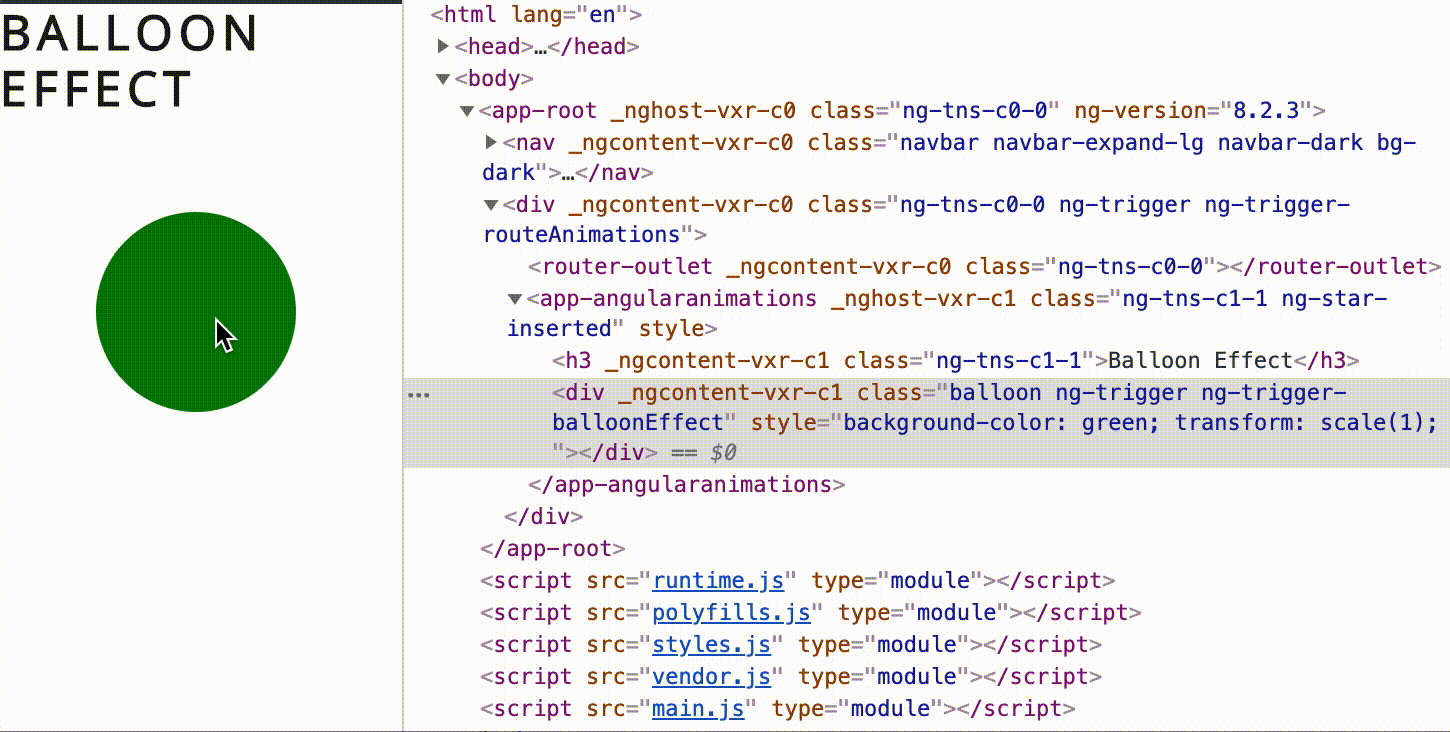 BALLOON
EFFECT
<html lang="en">
<head>…</head>
<body>
<app-root _nghost-vxr-c0 class="ng-tns-c0-0" ng-version="8.2.3">
<nav _ngcontent-vxr-c0 class="navbar navbar-expand-lg navbar-dark bg-
dark">…</nav>
<div _ngcontent-vxr-c0 class="ng-tns-c0-0 ng-trigger ng-trigger-
routeAnimations">
<router-outlet _ngcontent-vxr-c0 class="ng-tns-c0-0"></router-outlet>
<app-angularanimations _nghost-vxr-c1 class="ng-tns-c1-1 ng-star-
inserted" style>
<h3 _ngcontent-vxr-c1 class="ng-tns-c1-1">Balloon Effect</h3>
<div _ngcontent-vxr-c1 class="balloon ng-trigger ng-trigger-
balloonEffect" style="background-color: green; transform: scale(1);
"></div> == $0
</app-angularanimations>
</div>
</app-root>
<script src="runtime.js" type="module"></script>
<script src="polyfills.js" type="module"></script>
<script src="styles.js" type="module"></script>
<script src="vendor.js" type="module"></script>
<script src="main.js" type="module"></script>